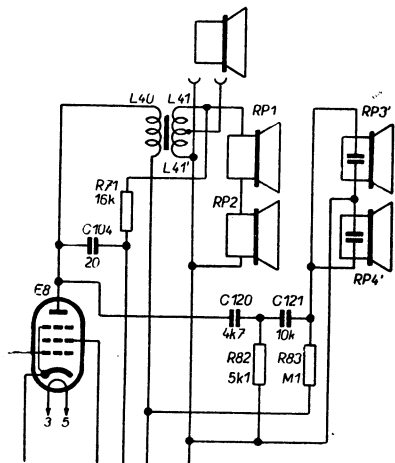 L40 L41
RP1
RP3'
L41'
R71
16k
RP2
C104
20
RP4'
E8
C120 C121
4k7 10k
R82 R83
5k1 M1
3 5